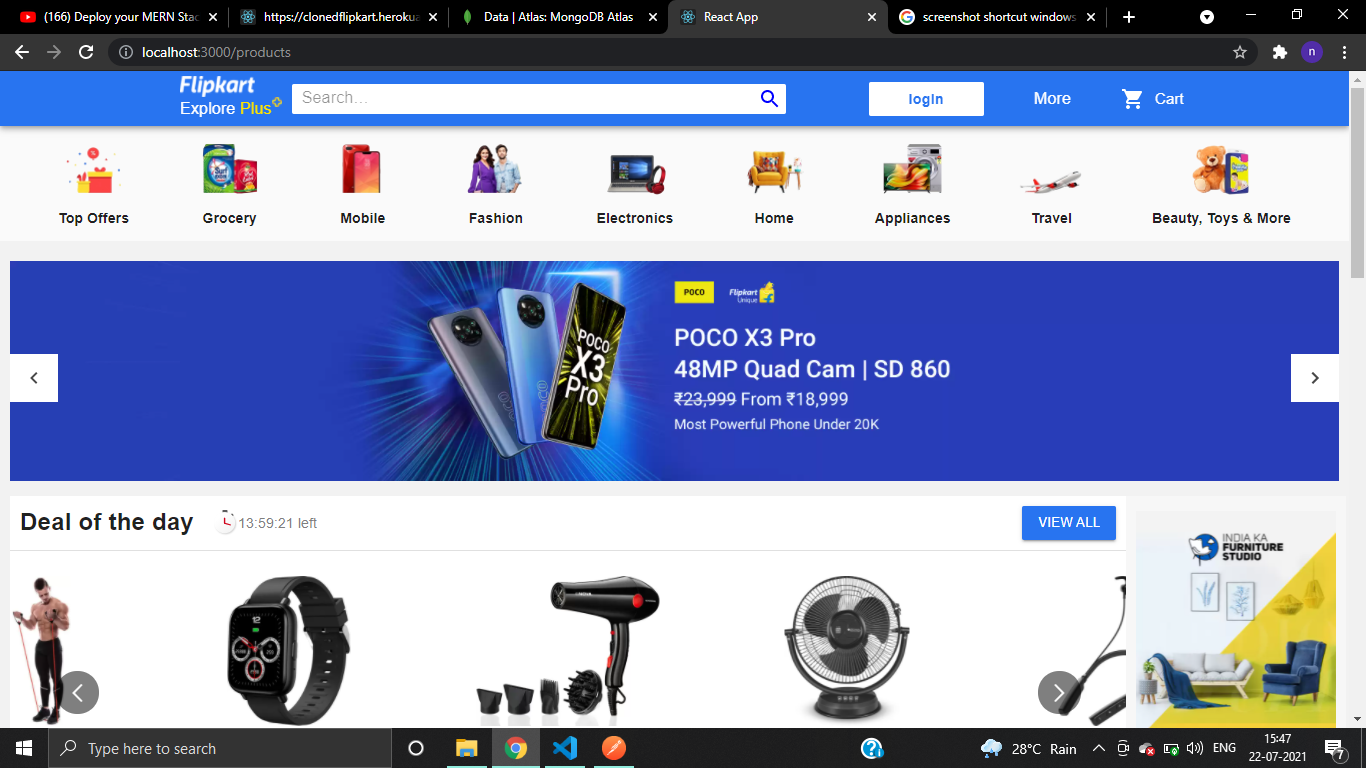 (166) Deploy your MERN Stac
https://clonedflipkart.heroku
Data | Atlas: MongoDB Atlas
React App
screenshot shortcut windows
localhost:3000/products
n
Flipkart
Explore Plus
Search...
login
More
Cart
Top Offers
Grocery
Mobile
Fashion
Electronics
Home
Appliances
Travel
Beauty, Toys & More
POCO
Flipkart
Unique
POCO X3 Pro
48MP Quad Cam | SD 860
₹23,999 From ₹18,999
Most Powerful Phone Under 20K
POCO
X3
Pro
Deal of the day
13:59:21 left
VIEW ALL
INDIA KA
FURNITURE
STUDIO
Type here to search
28°C Rain
ENG
15:47
22-07-2021
7